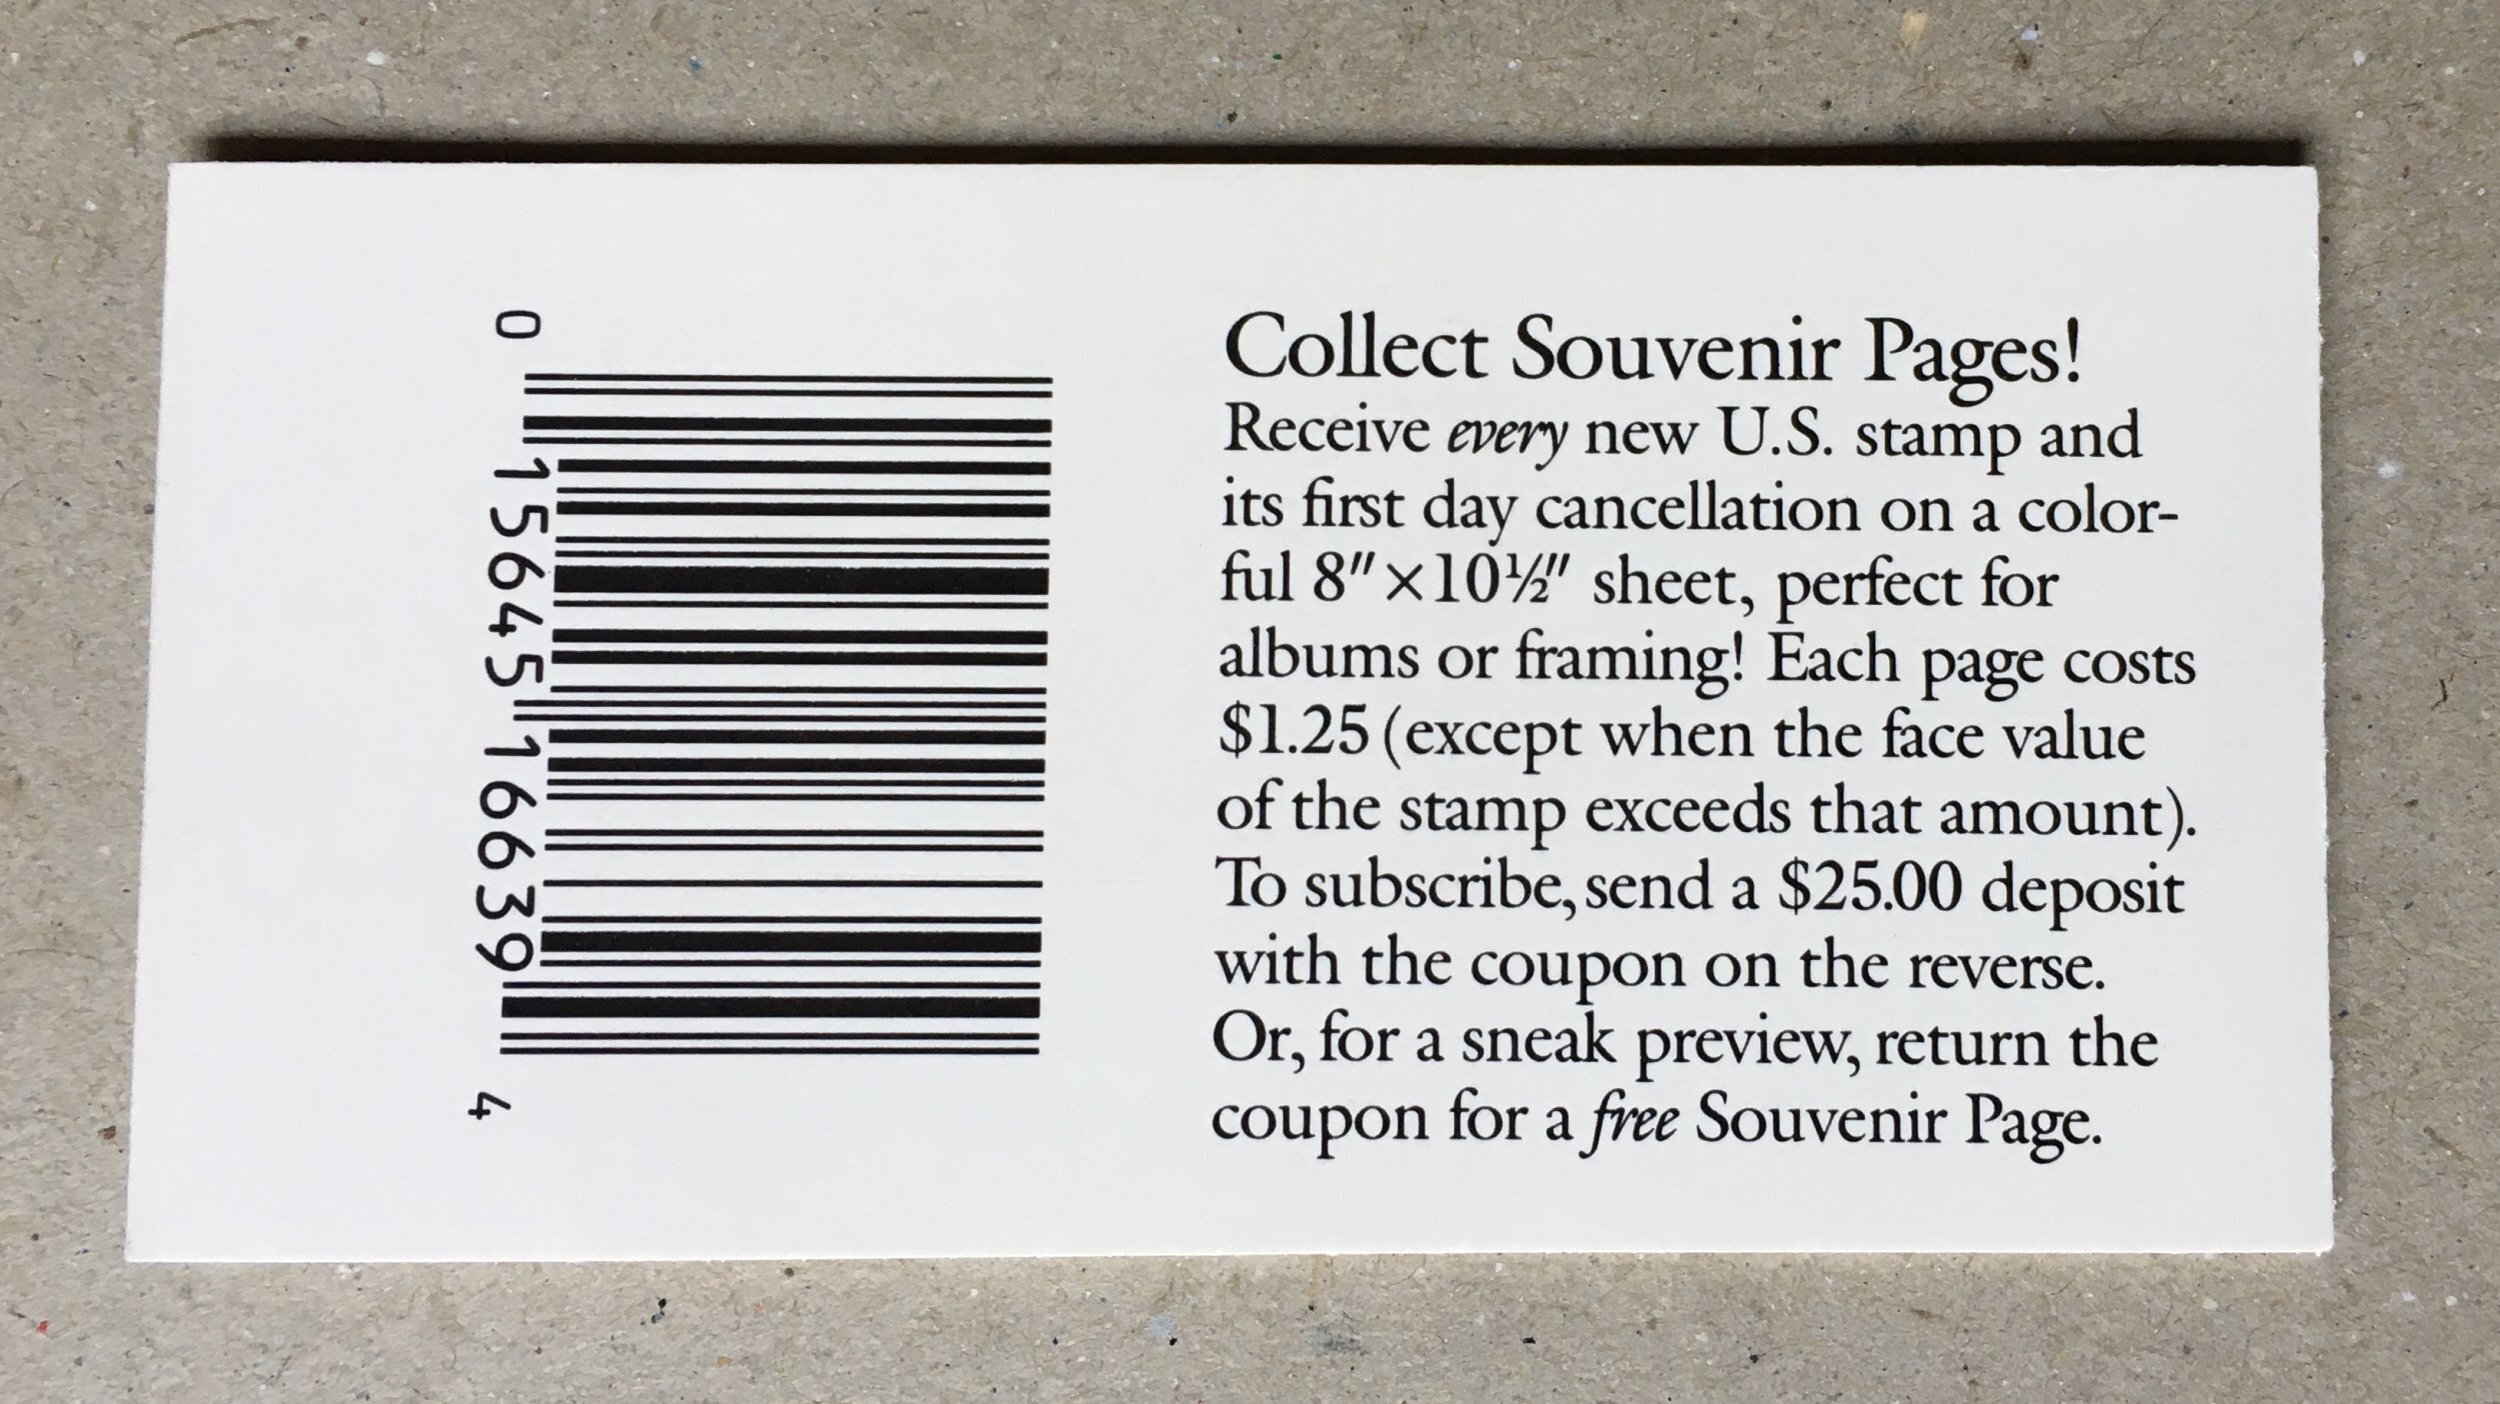 0 15645 16639 4
Collect Souvenir Pages!
Receive every new U.S. stamp and
its first day cancellation on a color-
ful 8"×10½" sheet, perfect for
albums or framing! Each page costs
$1.25 (except when the face value
of the stamp exceeds that amount).
To subscribe, send a $25.00 deposit
with the coupon on the reverse.
Or, for a sneak preview, return the
coupon for a free Souvenir Page.